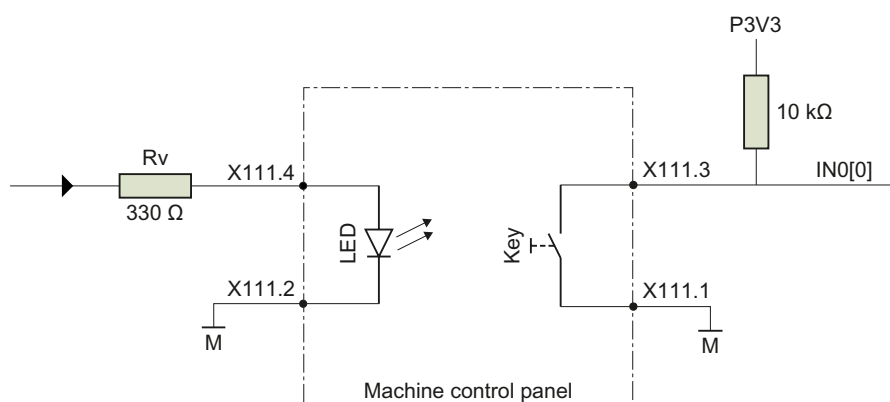 P3V3
10 kΩ
Rv
330 Ω
X111.4
X111.3
IN0[0]
LED
Key
X111.2
X111.1
M
M
Machine control panel